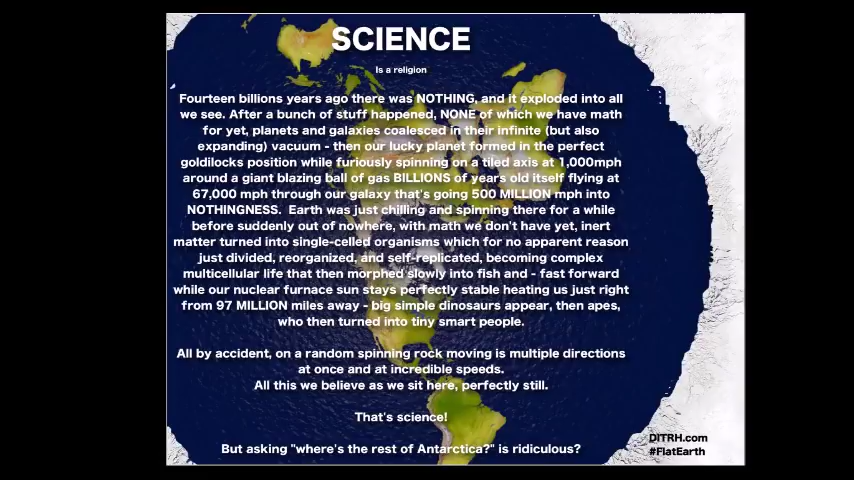 SCIENCE
Is a religion
Fourteen billions years ago there was NOTHING, and it exploded into all
we see. After a bunch of stuff happened, NONE of which we have math
for yet, planets and galaxies coalesced in their infinite (but also
expanding) vacuum - then our lucky planet formed in the perfect
goldilocks position while furiously spinning on a tiled axis at 1,000mph
around a giant blazing ball of gas BILLIONS of years old itself flying at
67,000 mph through our galaxy that's going 500 MILLION mph into
NOTHINGNESS. Earth was just chilling and spinning there for a while
before suddenly out of nowhere, with math we don't have yet, inert
matter turned into single-celled organisms which for no apparent reason
just divided, reorganized, and self-replicated, becoming complex
multicellular life that then morphed slowly into fish and - fast forward
while our nuclear furnace sun stays perfectly stable heating us just right
from 97 MILLION miles away - big simple dinosaurs appear, then apes,
who then turned into tiny smart people.
All by accident, on a random spinning rock moving is multiple directions
at once and at incredible speeds.
All this we believe as we sit here, perfectly still.
That's science!
But asking "where's the rest of Antarctica?" is ridiculous?
DITRH.com
#FlatEarth